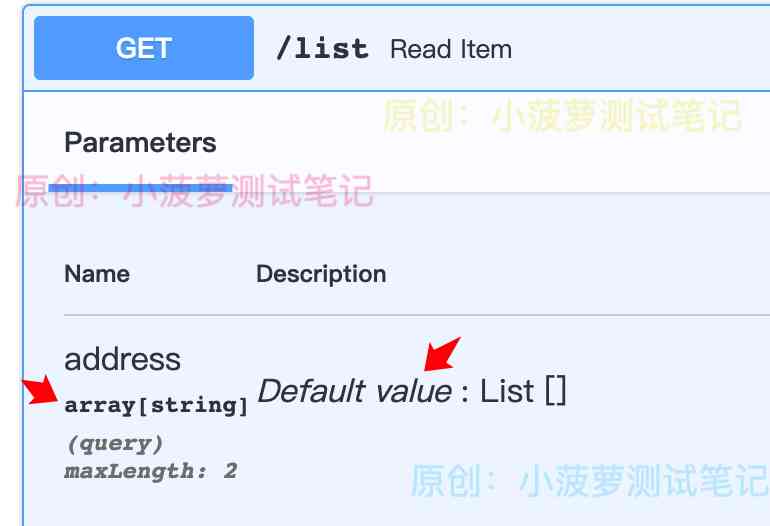 GET /list Read Item
原创：小菠萝测试笔记
Parameters
原创：小菠萝测试笔记
Name Description
address
Default value : List []
array[string]
(query)
maxLength: 2
原创：小菠萝测试笔记